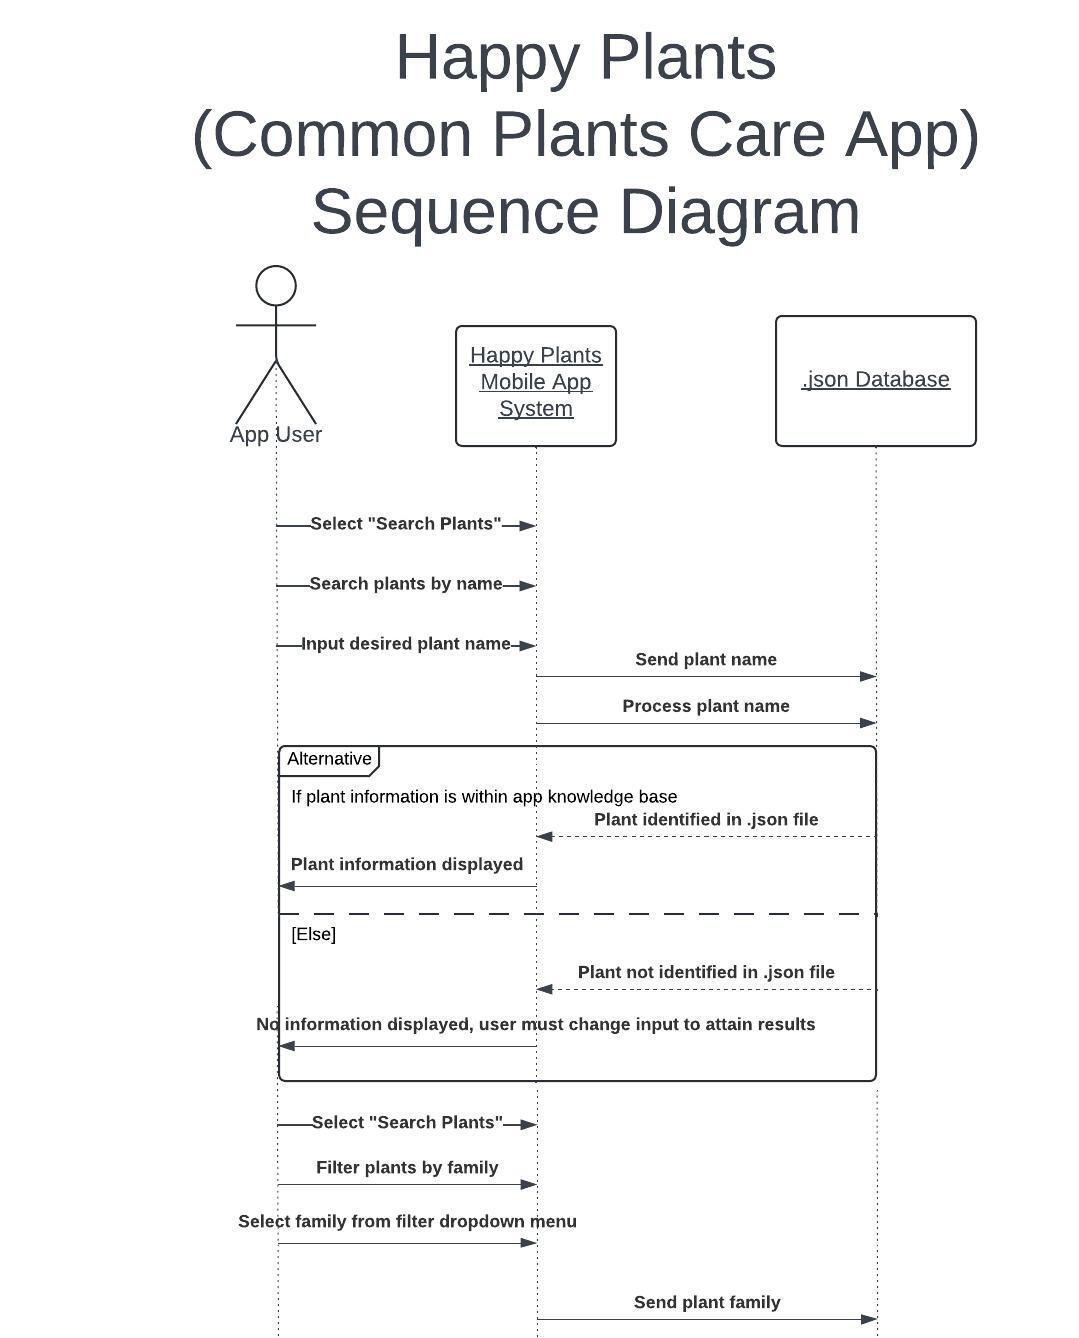 Happy Plants
(Common Plants Care App)
Sequence Diagram
App User
Happy Plants
Mobile App
System
.json Database
Select "Search Plants"
Search plants by name
Input desired plant name
Send plant name
Process plant name
Alternative
If plant information is within app knowledge base
Plant identified in .json file
Plant information displayed
[Else]
Plant not identified in .json file
No information displayed, user must change input to attain results
Select "Search Plants"
Filter plants by family
Select family from filter dropdown menu
Send plant family